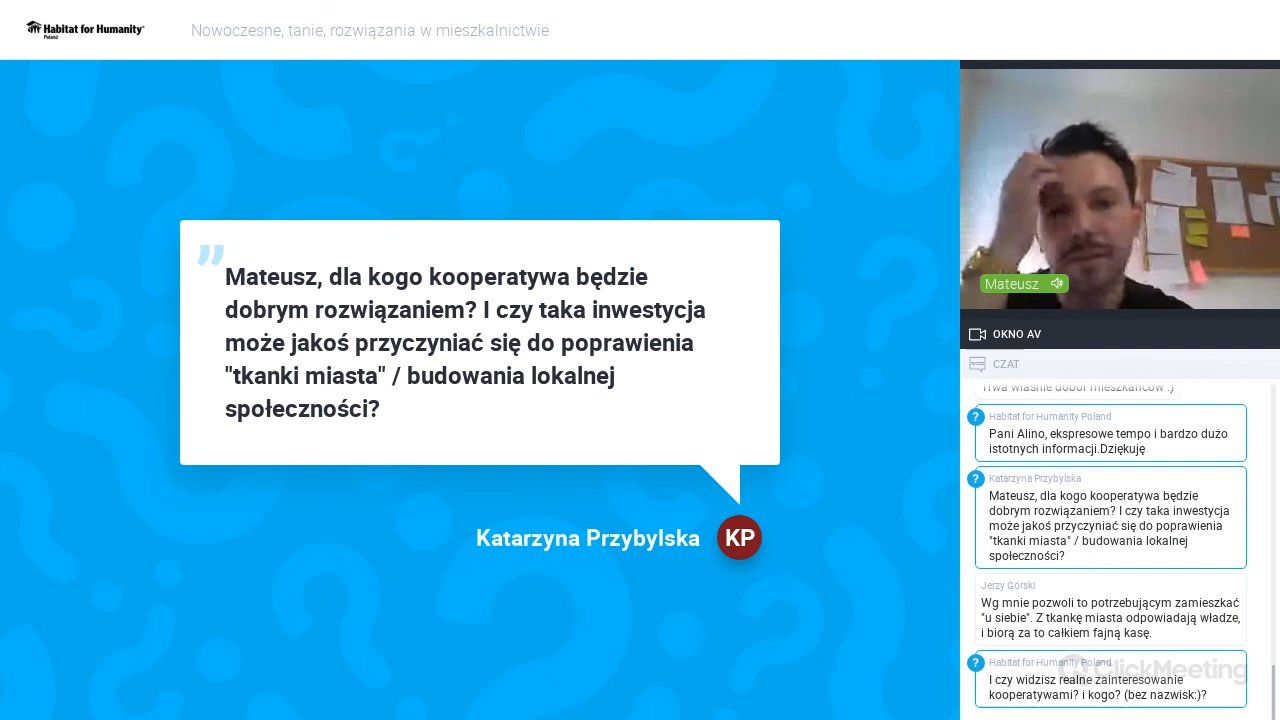 Habitat for Humanity®
Poland
Nowoczesne, tanie, rozwiązania w mieszkalnictwie
”
Mateusz, dla kogo kooperatywa będzie
dobrym rozwiązaniem? I czy taka inwestycja
może jakoś przyczyniać się do poprawienia
"tkanki miasta" / budowania lokalnej
społeczności?
Katarzyna Przybylska
KP
Mateusz
OKNO AV
CZAT
Trwa właśnie dobór mieszkańców :)
?
Habitat for Humanity Poland
Pani Alino, ekspresowe tempo i bardzo dużo
istotnych informacji.Dziękuję
?
Katarzyna Przybylska
Mateusz, dla kogo kooperatywa będzie
dobrym rozwiązaniem? I czy taka inwestycja
może jakoś przyczyniać się do poprawienia
"tkanki miasta" / budowania lokalnej
społeczności?
Jerzy Górski
Wg mnie pozwoli to potrzebującym zamieszkać
"u siebie". Z tkankę miasta odpowiadają władze,
i biorą za to całkiem fajną kasę.
?
Habitat for Humanity Poland
ClickMeeting
I czy widzisz realne zainteresowanie
kooperatywami? i kogo? (bez nazwisk:)?